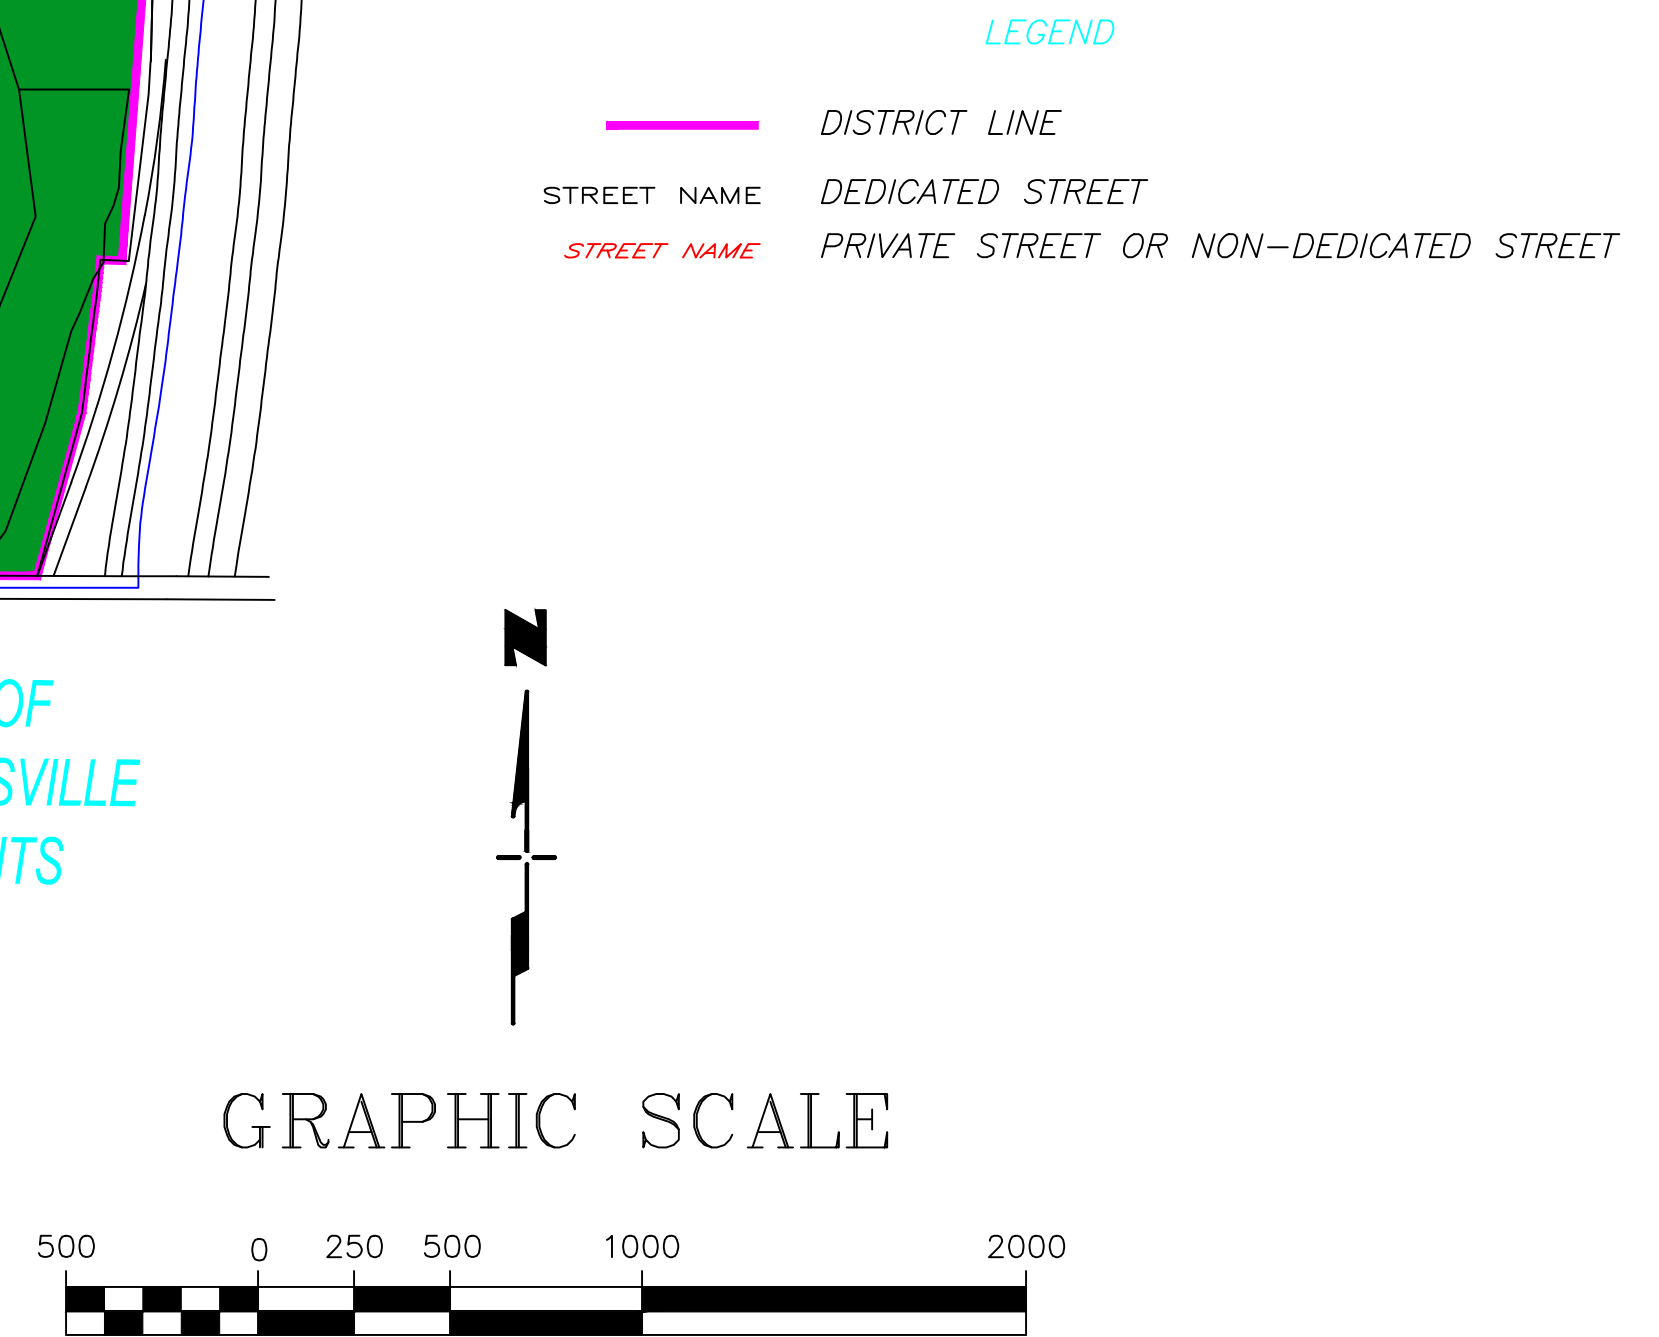 LEGEND
DISTRICT LINE
STREET NAME DEDICATED STREET
STREET NAME PRIVATE STREET OR NON-DEDICATED STREET
N
OF
SVILLE
ITS
GRAPHIC SCALE
500 0 250 500 1000 2000